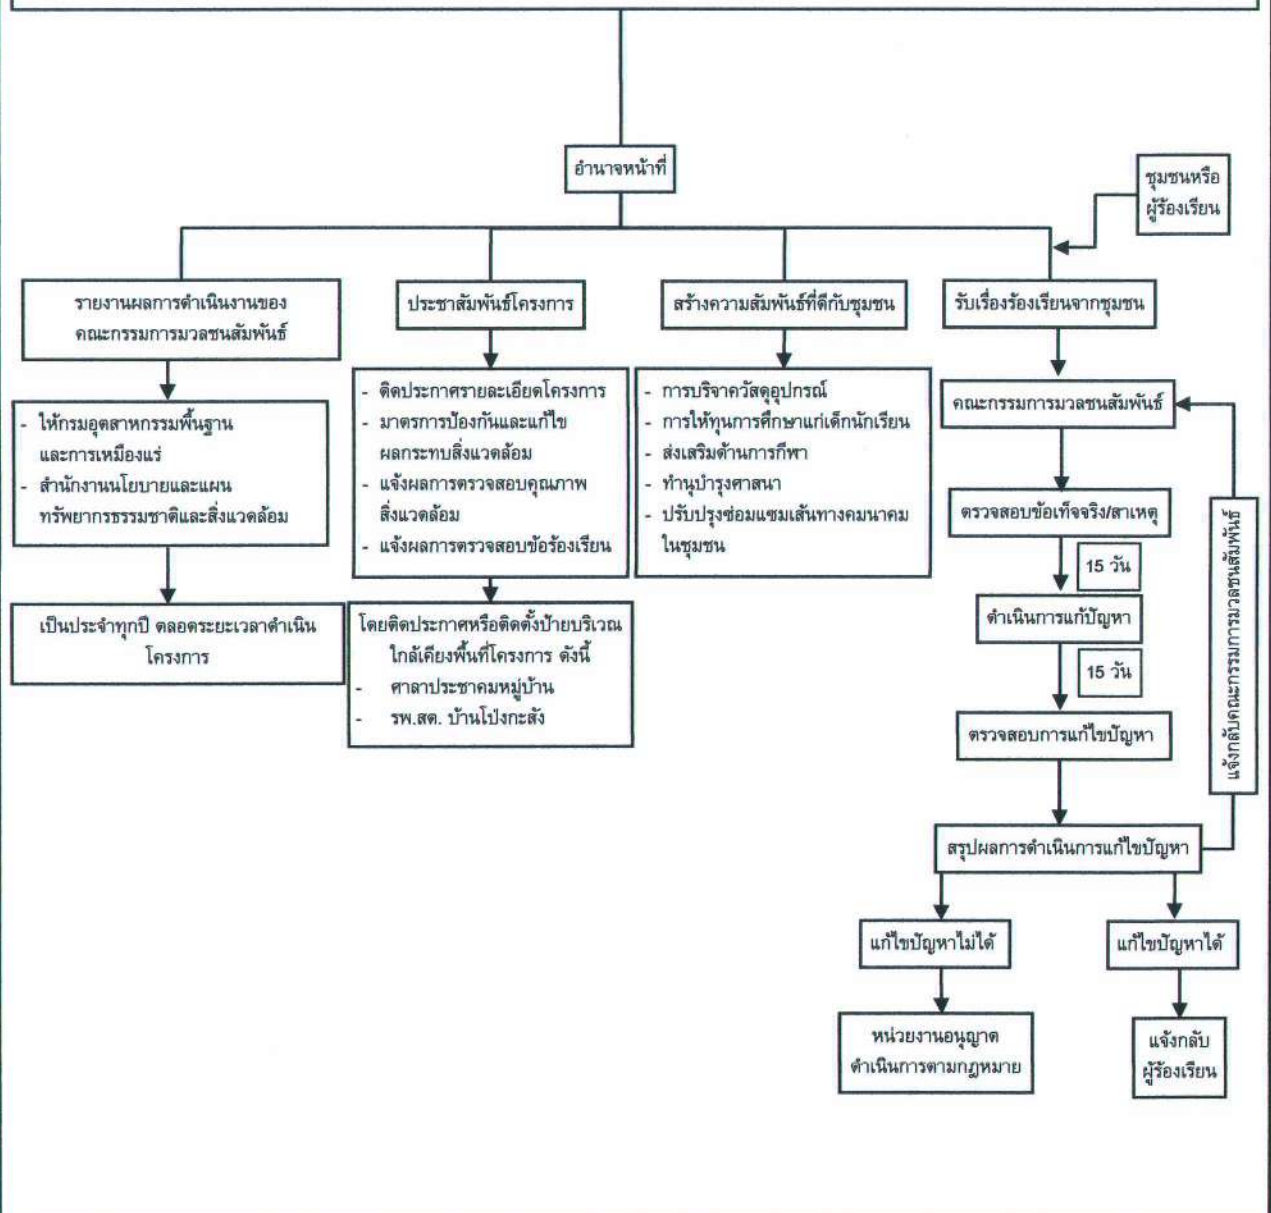 อำนาจหน้าที่
ชุมชนหรือ
ผู้ร้องเรียน
รายงานผลการดำเนินงานของ
คณะกรรมการมวลชนสัมพันธ์
- ให้กรมอุตสาหกรรมพื้นฐาน
และการเหมืองแร่
- สำนักงานนโยบายและแผน
ทรัพยากรธรรมชาติและสิ่งแวดล้อม
เป็นประจำทุกปี ตลอดระยะเวลาดำเนิน
โครงการ
ประชาสัมพันธ์โครงการ
- ติดประกาศรายละเอียดโครงการ
- มาตรการป้องกันและแก้ไข
ผลกระทบสิ่งแวดล้อม
- แจ้งผลการตรวจสอบคุณภาพ
สิ่งแวดล้อม
- แจ้งผลการตรวจสอบข้อร้องเรียน
โดยติดประกาศหรือติดตั้งป้ายบริเวณ
ใกล้เคียงพื้นที่โครงการ ดังนี้
- ศาลาประชาคมหมู่บ้าน
- รพ.สต. บ้านโป่งกะสัง
สร้างความสัมพันธ์ที่ดีกับชุมชน
- การบริจาควัสดุอุปกรณ์
- การให้ทุนการศึกษาแก่เด็กนักเรียน
- ส่งเสริมด้านการกีฬา
- ทำนุบำรุงศาสนา
- ปรับปรุงซ่อมแซมเส้นทางคมนาคม
ในชุมชน
รับเรื่องร้องเรียนจากชุมชน
คณะกรรมการมวลชนสัมพันธ์
ตรวจสอบข้อเท็จจริง/สาเหตุ
15 วัน
ดำเนินการแก้ปัญหา
15 วัน
ตรวจสอบการแก้ไขปัญหา
สรุปผลการดำเนินการแก้ไขปัญหา
แจ้งกลับคณะกรรมการมวลชนสัมพันธ์
แก้ไขปัญหาไม่ได้
แก้ไขปัญหาได้
หน่วยงานอนุญาต
ดำเนินการตามกฎหมาย
แจ้งกลับ
ผู้ร้องเรียน